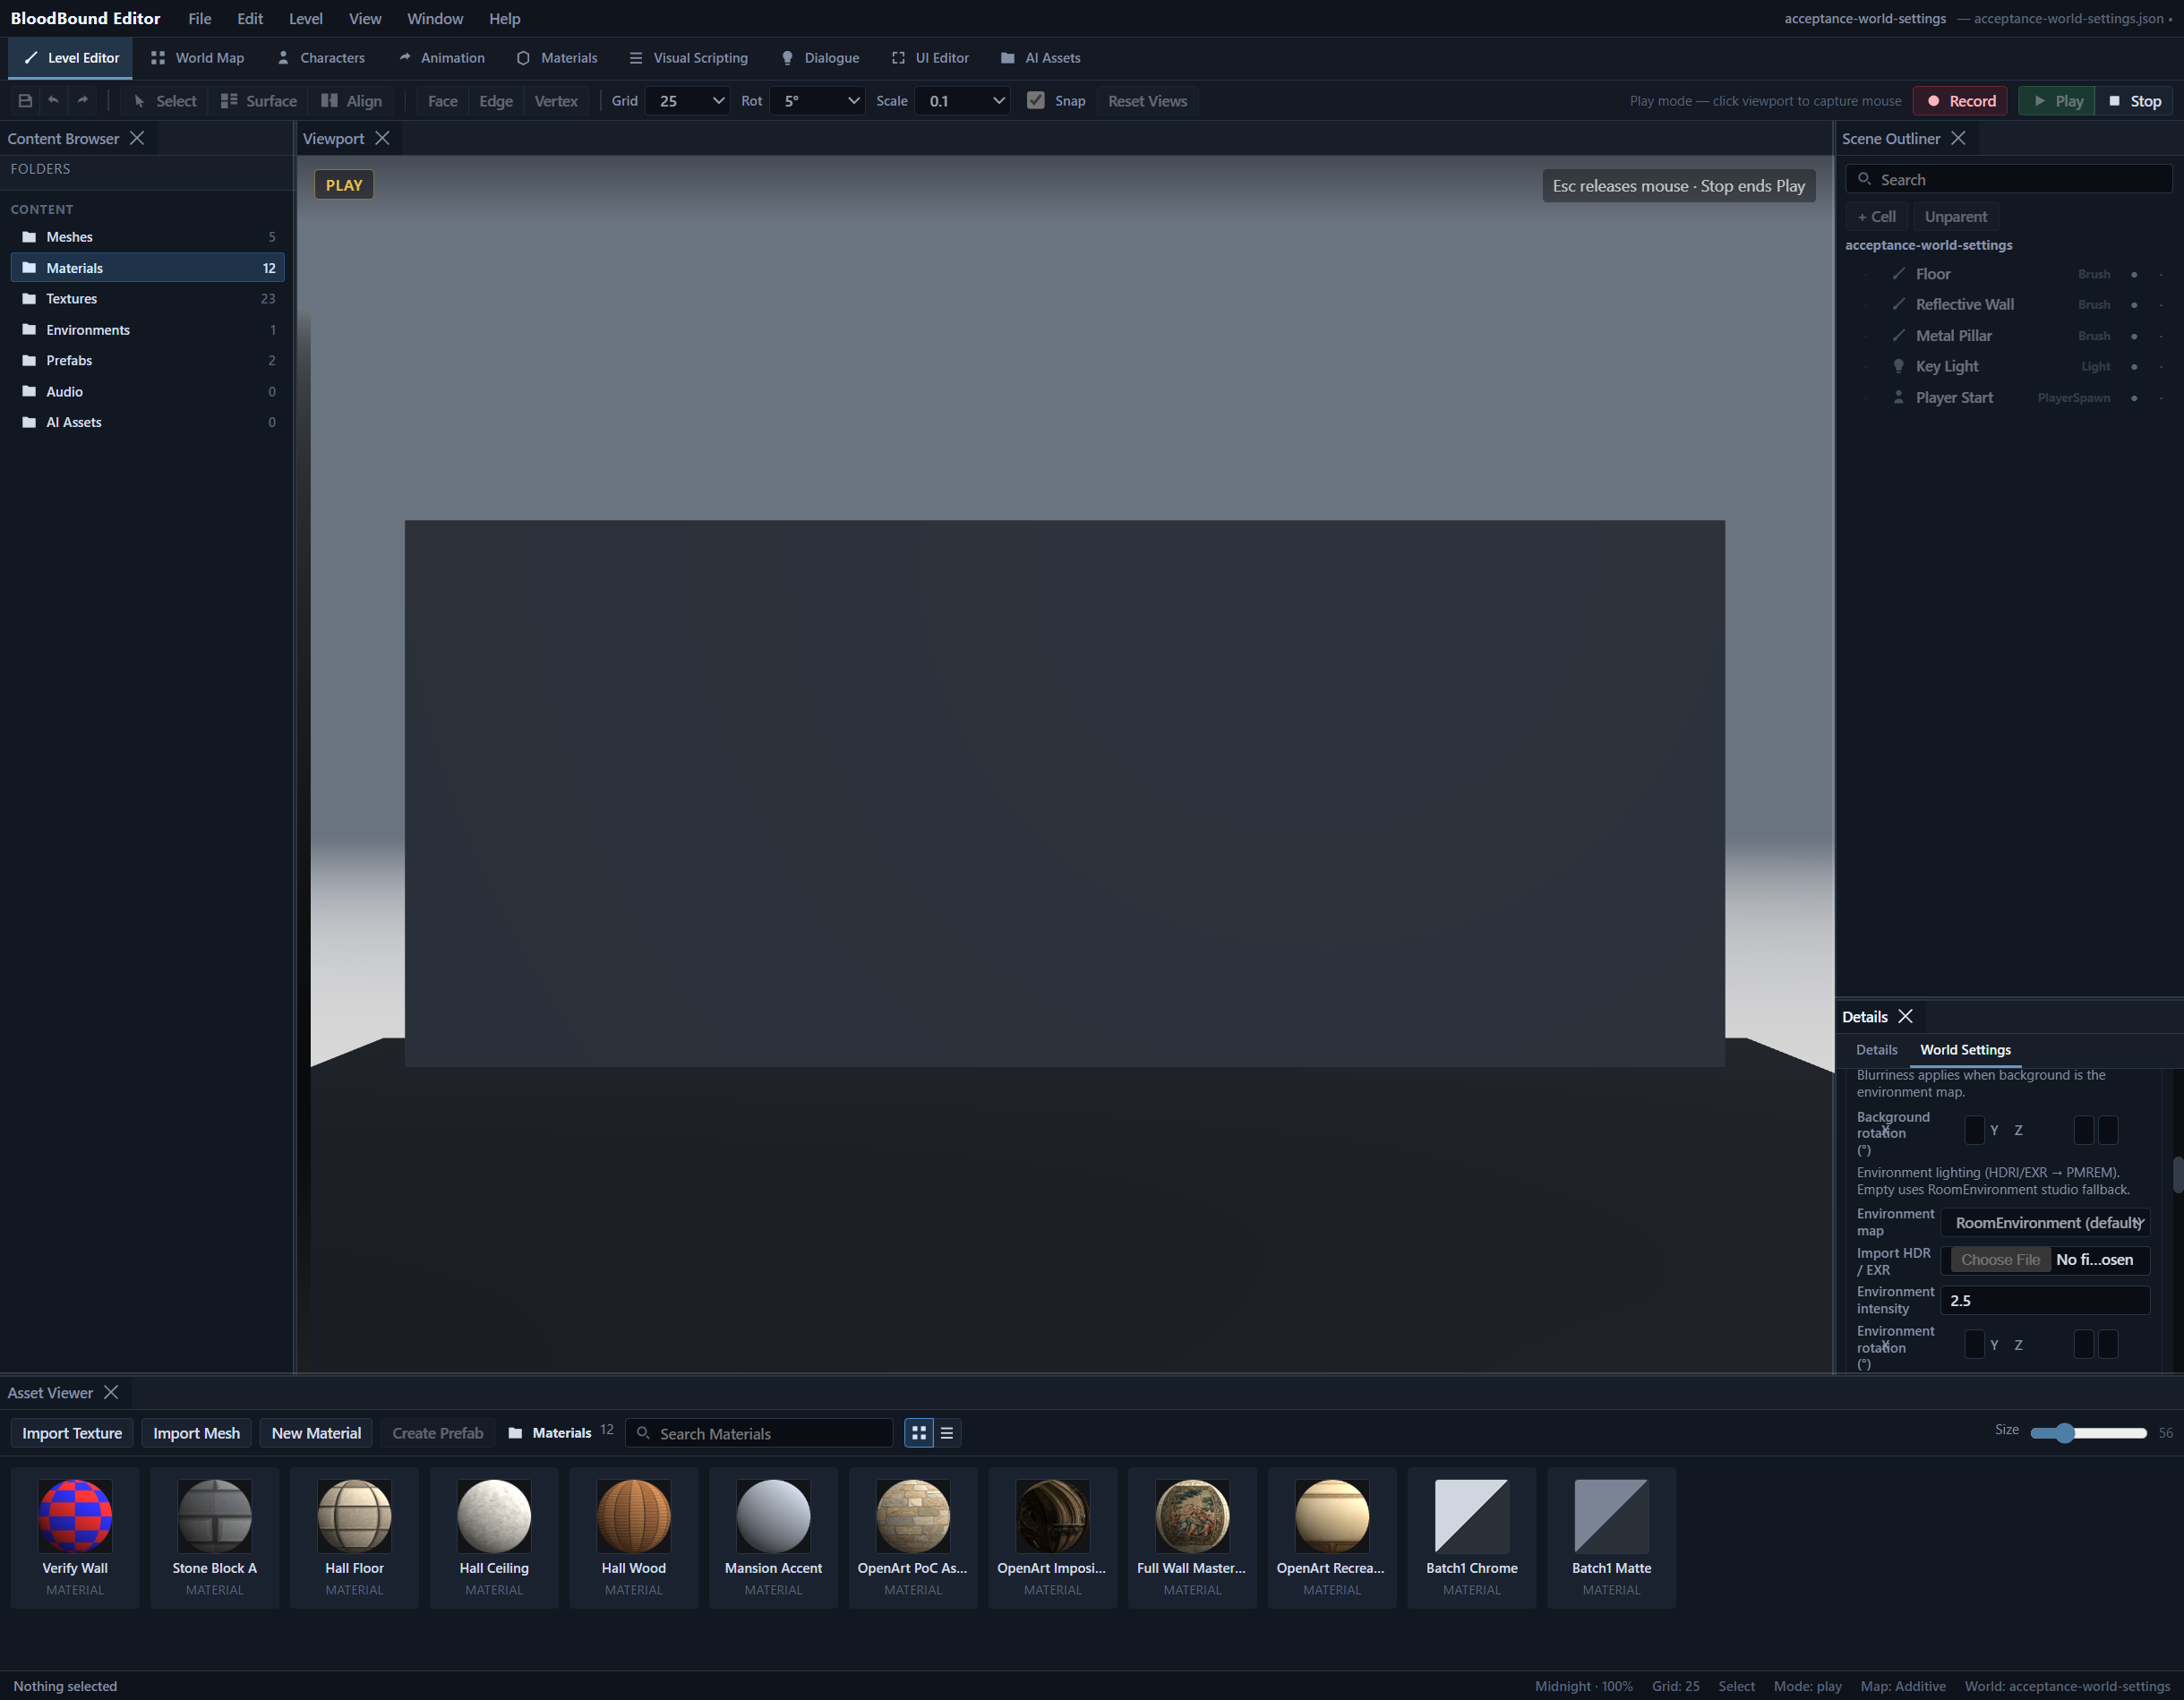 BloodBound Editor File Edit Level View Window Help acceptance-world-settings — acceptance-world-settings.json •
Level Editor World Map Characters Animation Materials Visual Scripting Dialogue UI Editor AI Assets
Select Surface Align Face Edge Vertex Grid 25 Rot 5° Scale 0.1 Snap Reset Views Play mode — click viewport to capture mouse Record Play Stop
Content Browser
FOLDERS
CONTENT
Meshes 5
Materials 12
Textures 23
Environments 1
Prefabs 2
Audio 0
AI Assets 0
Viewport
PLAY
Esc releases mouse · Stop ends Play
Scene Outliner
Search
+ Cell Unparent
acceptance-world-settings
Floor Brush
Reflective Wall Brush
Metal Pillar Brush
Key Light Light
Player Start PlayerSpawn
Details
Details World Settings
Blurriness applies when background is the
environment map.
Background
rotation
(°)
X Y Z
Environment lighting (HDRI/EXR → PMREM).
Empty uses RoomEnvironment studio fallback.
Environment
map
RoomEnvironment (default)
Import HDR
/ EXR
Choose File No fi...osen
Environment
intensity
2.5
Environment
rotation
(°)
X Y Z
Asset Viewer
Import Texture Import Mesh New Material Create Prefab Materials 12 Search Materials Size 56
Verify Wall
MATERIAL
Stone Block A
MATERIAL
Hall Floor
MATERIAL
Hall Ceiling
MATERIAL
Hall Wood
MATERIAL
Mansion Accent
MATERIAL
OpenArt PoC As...
MATERIAL
OpenArt Imposi...
MATERIAL
Full Wall Master...
MATERIAL
OpenArt Recrea...
MATERIAL
Batch1 Chrome
MATERIAL
Batch1 Matte
MATERIAL
Nothing selected Midnight · 100% Grid: 25 Select Mode: play Map: Additive World: acceptance-world-settings